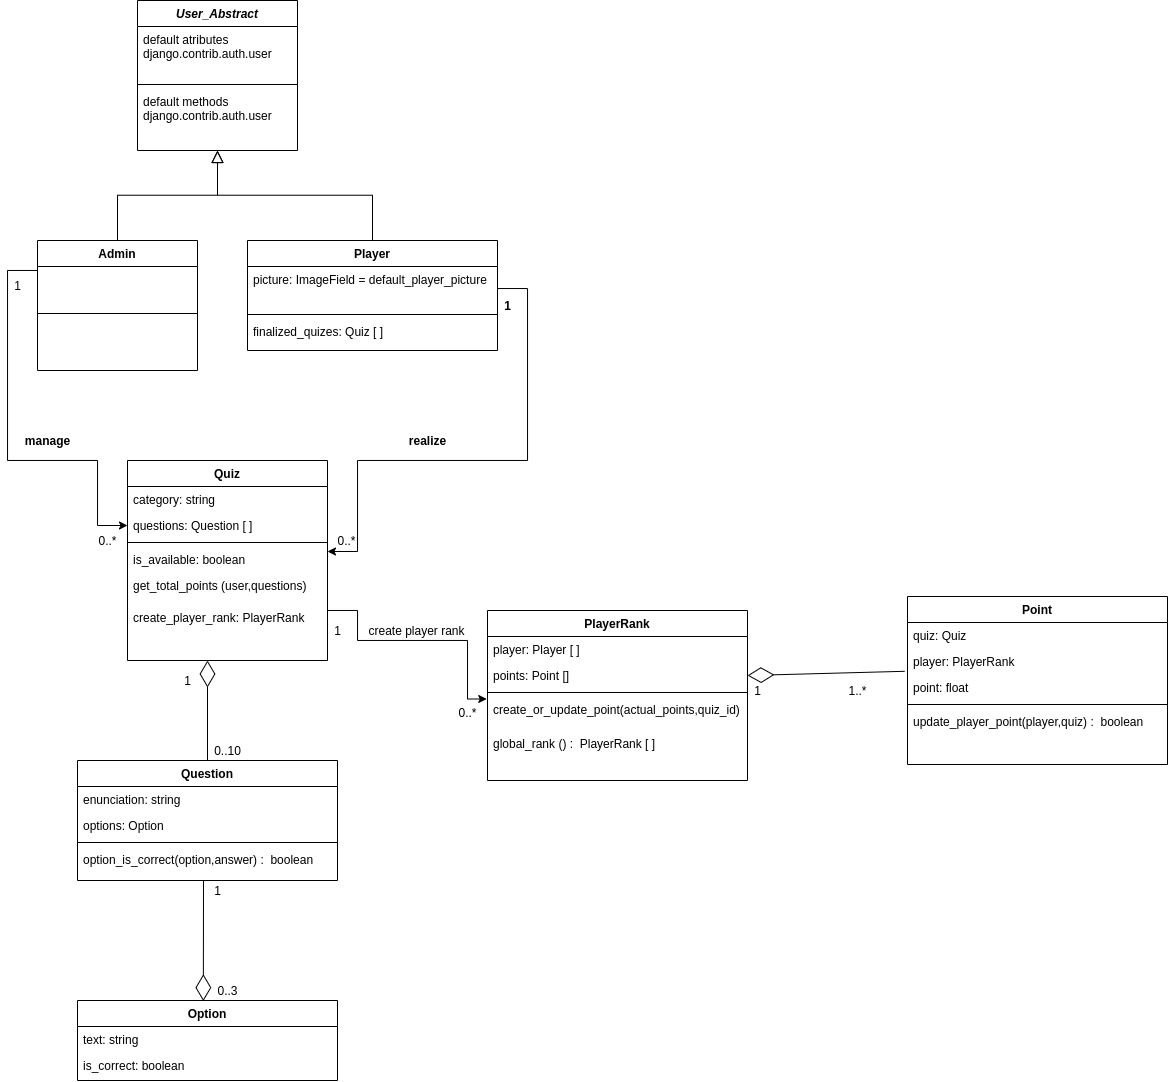 User_Abstract
default atributes
django.contrib.auth.user
default methods
django.contrib.auth.user
Admin
1
Player
picture: ImageField = default_player_picture
finalized_quizes: Quiz [ ]
1
manage
realize
0..*
0..*
Quiz
category: string
questions: Question [ ]
is_available: boolean
get_total_points (user,questions)
create_player_rank: PlayerRank
1
create player rank
0..*
PlayerRank
player: Player [ ]
points: Point []
create_or_update_point(actual_points,quiz_id)
global_rank () :  PlayerRank [ ]
1
1..*
Point
quiz: Quiz
player: PlayerRank
point: float
update_player_point(player,quiz) :  boolean
1
0..10
Question
enunciation: string
options: Option
option_is_correct(option,answer) :  boolean
1
0..3
Option
text: string
is_correct: boolean